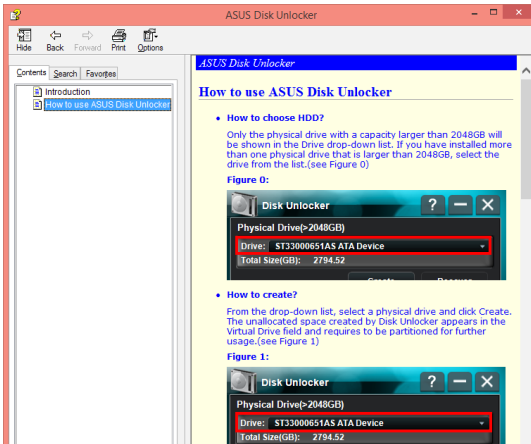 ASUS Disk Unlocker
Hide Back Forward Print Options
Contents Search Favorites
Introduction
How to use ASUS Disk Unlocker
ASUS Disk Unlocker
How to use ASUS Disk Unlocker
How to choose HDD?
Only the physical drive with a capacity larger than 2048GB will
be shown in the Drive drop-down list. If you have installed more
than one physical drive that is larger than 2048GB, select the
drive from the list.(see Figure 0)
Figure 0:
Disk Unlocker
Physical Drive(>2048GB)
Drive: ST33000651AS ATA Device
Total Size(GB): 2794.52
How to create?
From the drop-down list, select a physical drive and click Create.
The unallocated space created by Disk Unlocker appears in the
Virtual Drive field and requires to be partitioned for further
usage.(see Figure 1)
Figure 1:
Disk Unlocker
Physical Drive(>2048GB)
Drive: ST33000651AS ATA Device
Total Size(GB): 2794.52